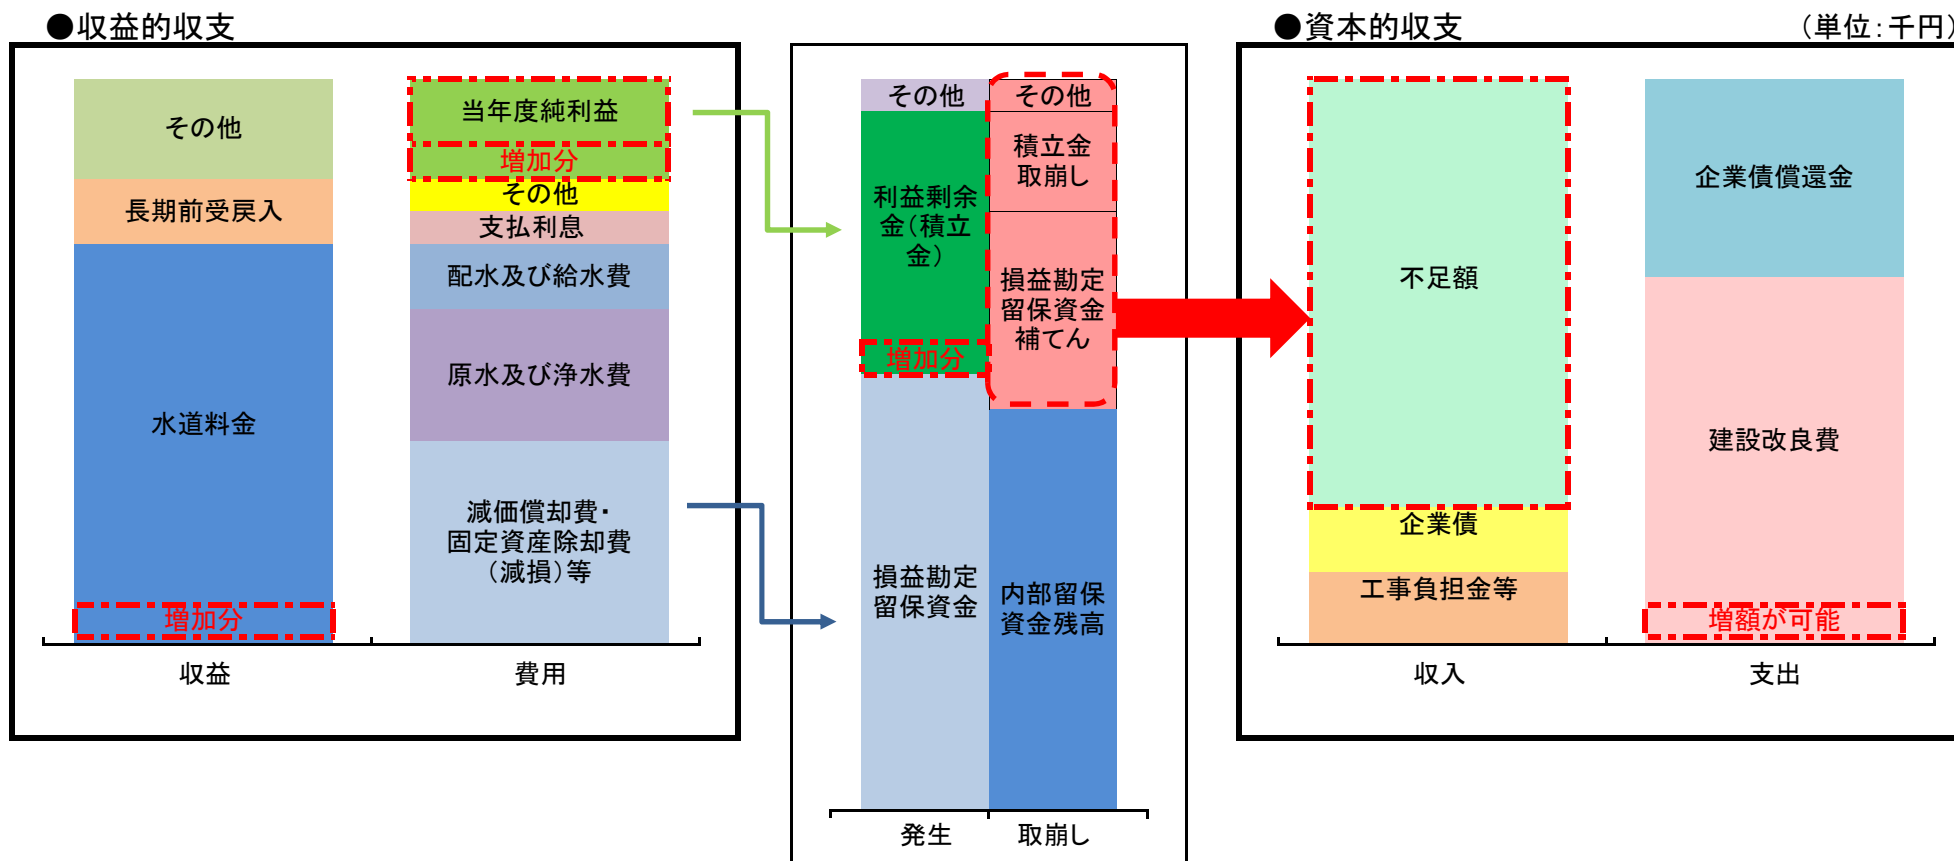 ●収益的収支
その他
長期前受戻入
水道料金
増加分
収益
当年度純利益
増加分
その他
支払利息
配水及び給水費
原水及び浄水費
減価償却費・
固定資産除却費
（減損）等
費用
その他
利益剰余
金（積立
金）
増加分
損益勘定
留保資金
発生
その他
積立金
取崩し
損益勘定
留保資金
補てん
内部留保
資金残高
取崩し
●資本的収支
（単位：千円）
不足額
企業債
工事負担金等
収入
企業債償還金
建設改良費
増額が可能
支出